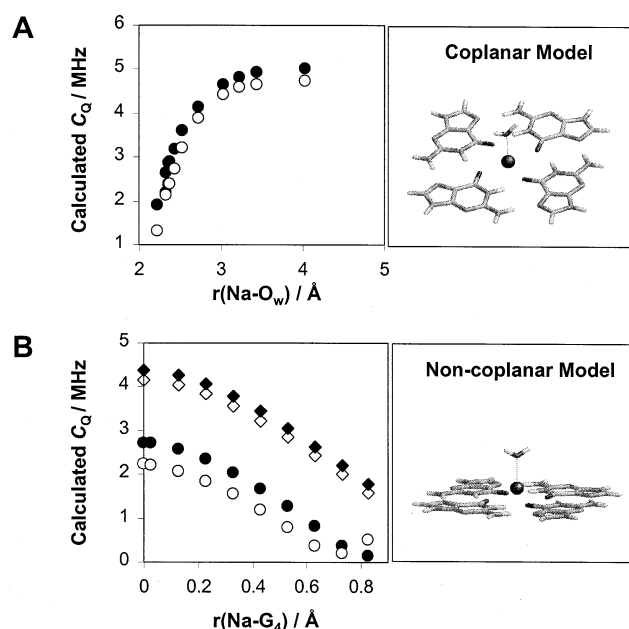 A
Calculated C_Q / MHz
6
5
4
3
2
1
2
3
4
5
r(Na-O_w) / Å
Coplanar Model
B
Calculated C_Q / MHz
5
4
3
2
1
0
0
0.2
0.4
0.6
0.8
r(Na-G_4) / Å
Non-coplanar Model